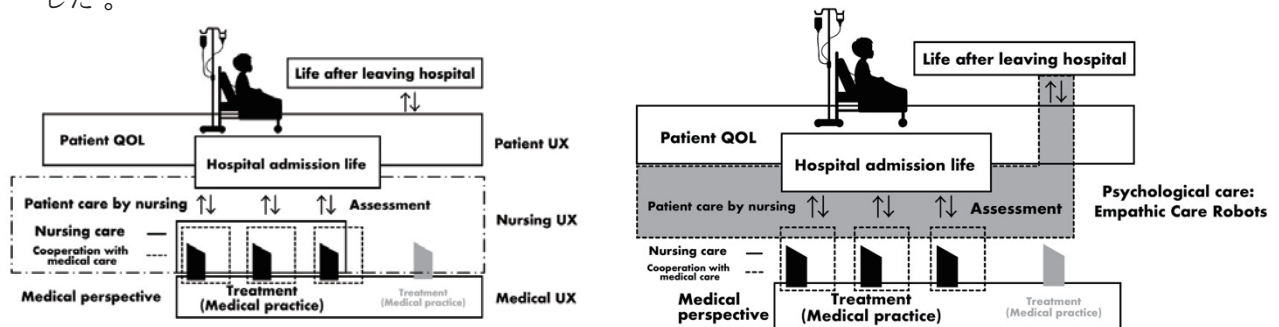 した。
Life after leaving hospital
Patient QOL
Patient UX
Hospital admission life
Patient care by nursing
Assessment
Nursing UX
Nursing care
Cooperation with
medical care
Medical perspective
Treatment
(Medical practice)
Treatment
(Medical practice)
Medical UX
Life after leaving hospital
Patient QOL
Hospital admission life
Patient care by nursing
Assessment
Psychological care:
Empathic Care Robots
Nursing care
Cooperation with
medical care
Medical
perspective
Treatment
(Medical practice)
Treatment
(Medical practice)